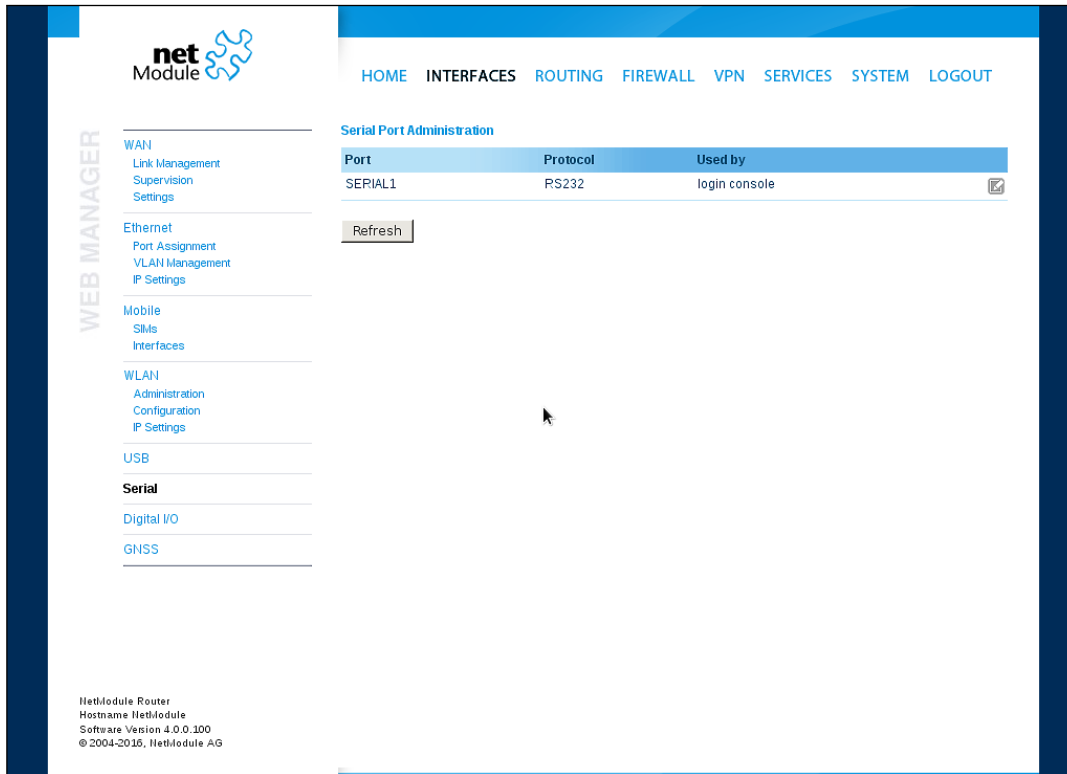 net
Module
HOME INTERFACES ROUTING FIREWALL VPN SERVICES SYSTEM LOGOUT
WEB MANAGER
WAN
Link Management
Supervision
Settings
Ethernet
Port Assignment
VLAN Management
IP Settings
Mobile
SIMs
Interfaces
WLAN
Administration
Configuration
IP Settings
USB
Serial
Digital I/O
GNSS
Serial Port Administration
Port Protocol Used by
SERIAL1 RS232 login console
Refresh
NetModule Router
Hostname NetModule
Software Version 4.0.0.100
© 2004-2016, NetModule AG